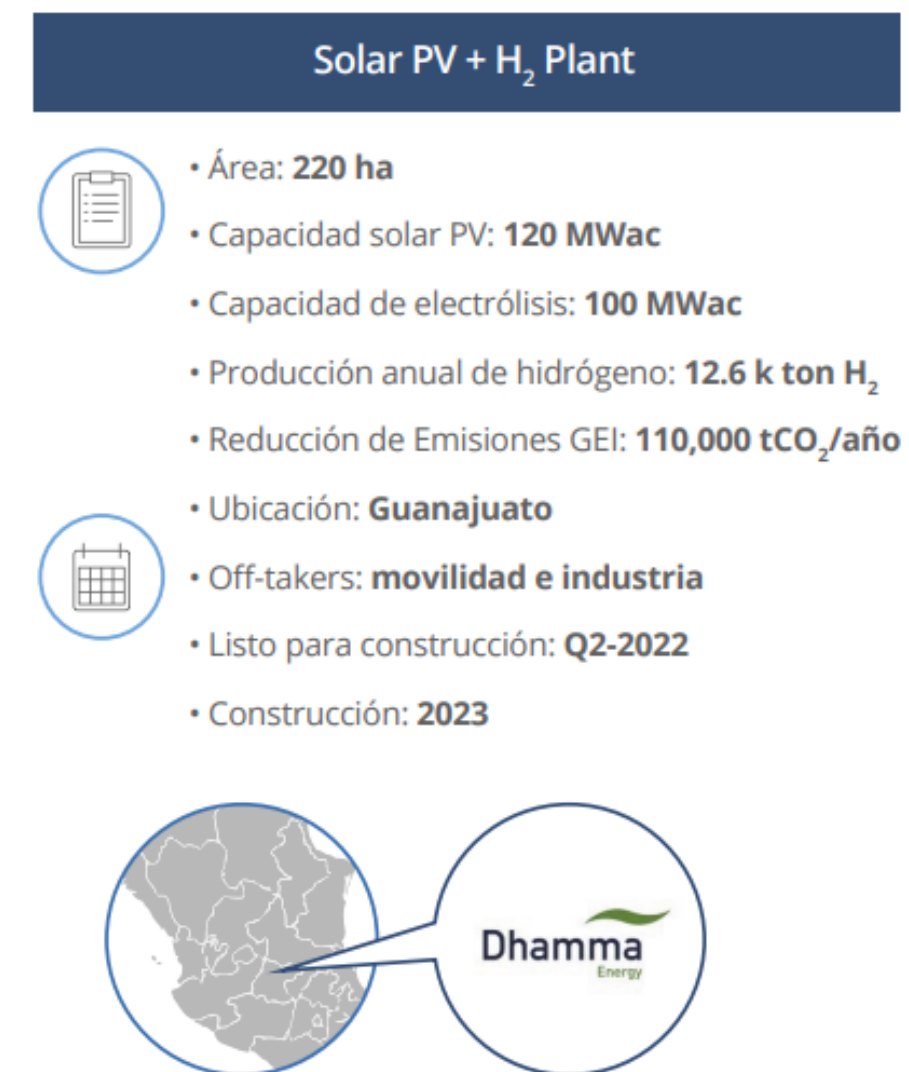 Solar PV + H₂ Plant
• Área: 220 ha
• Capacidad solar PV: 120 MWac
• Capacidad de electrólisis: 100 MWac
• Producción anual de hidrógeno: 12.6 k ton H₂
• Reducción de Emisiones GEI: 110,000 tCO₂/año
• Ubicación: Guanajuato
• Off-takers: movilidad e industria
• Listo para construcción: Q2-2022
• Construcción: 2023
Dhamma
Energy